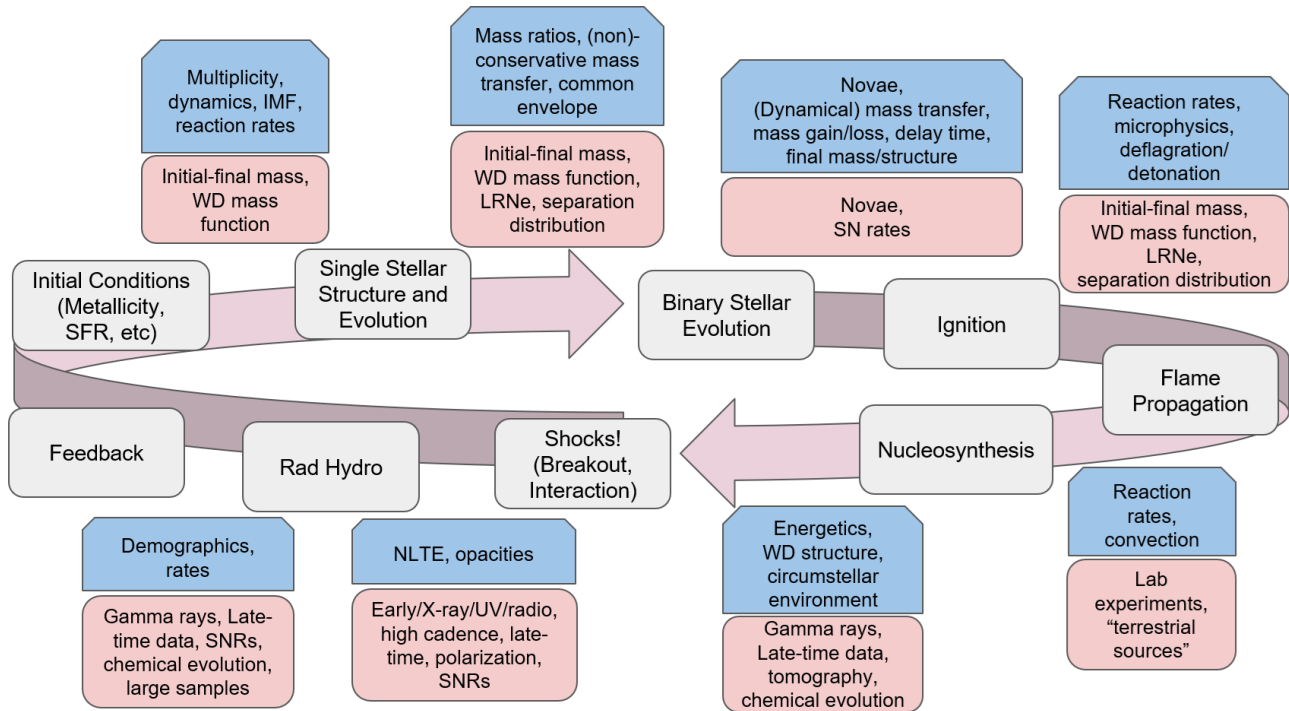 Multiplicity,
dynamics, IMF,
reaction rates
Initial-final mass,
WD mass
function
Mass ratios, (non)-
conservative mass
transfer, common
envelope
Initial-final mass,
WD mass function,
LRNe, separation
distribution
Novae,
(Dynamical) mass transfer,
mass gain/loss, delay time,
final mass/structure
Novae,
SN rates
Reaction rates,
microphysics,
deflagration/
detonation
Initial-final mass,
WD mass function,
LRNe,
separation distribution
Initial Conditions
(Metallicity,
SFR, etc)
Single Stellar
Structure and
Evolution
Binary Stellar
Evolution
Ignition
Flame
Propagation
Nucleosynthesis
Shocks!
(Breakout,
Interaction)
Rad Hydro
Feedback
Demographics,
rates
Gamma rays, Late-
time data, SNRs,
chemical evolution,
large samples
NLTE, opacities
Early/X-ray/UV/radio,
high cadence, late-
time, polarization,
SNRs
Energetics,
WD structure,
circumstellar
environment
Gamma rays,
Late-time data,
tomography,
chemical evolution
Reaction
rates,
convection
Lab
experiments,
“terrestrial
sources”